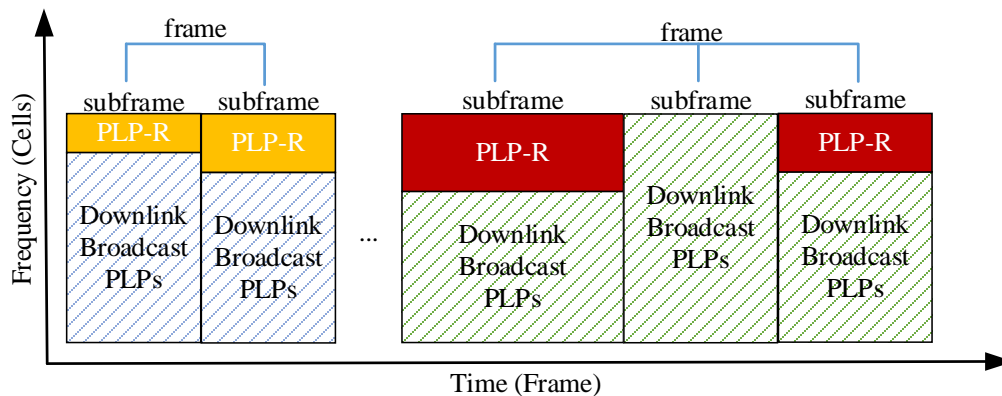 frame
frame
subframe
subframe
subframe
subframe
subframe
PLP-R
PLP-R
PLP-R
PLP-R
Downlink
Broadcast
PLPs
Downlink
Broadcast
PLPs
...
Downlink
Broadcast
PLPs
Downlink
Broadcast
PLPs
Downlink
Broadcast
PLPs
Frequency (Cells)
Time (Frame)